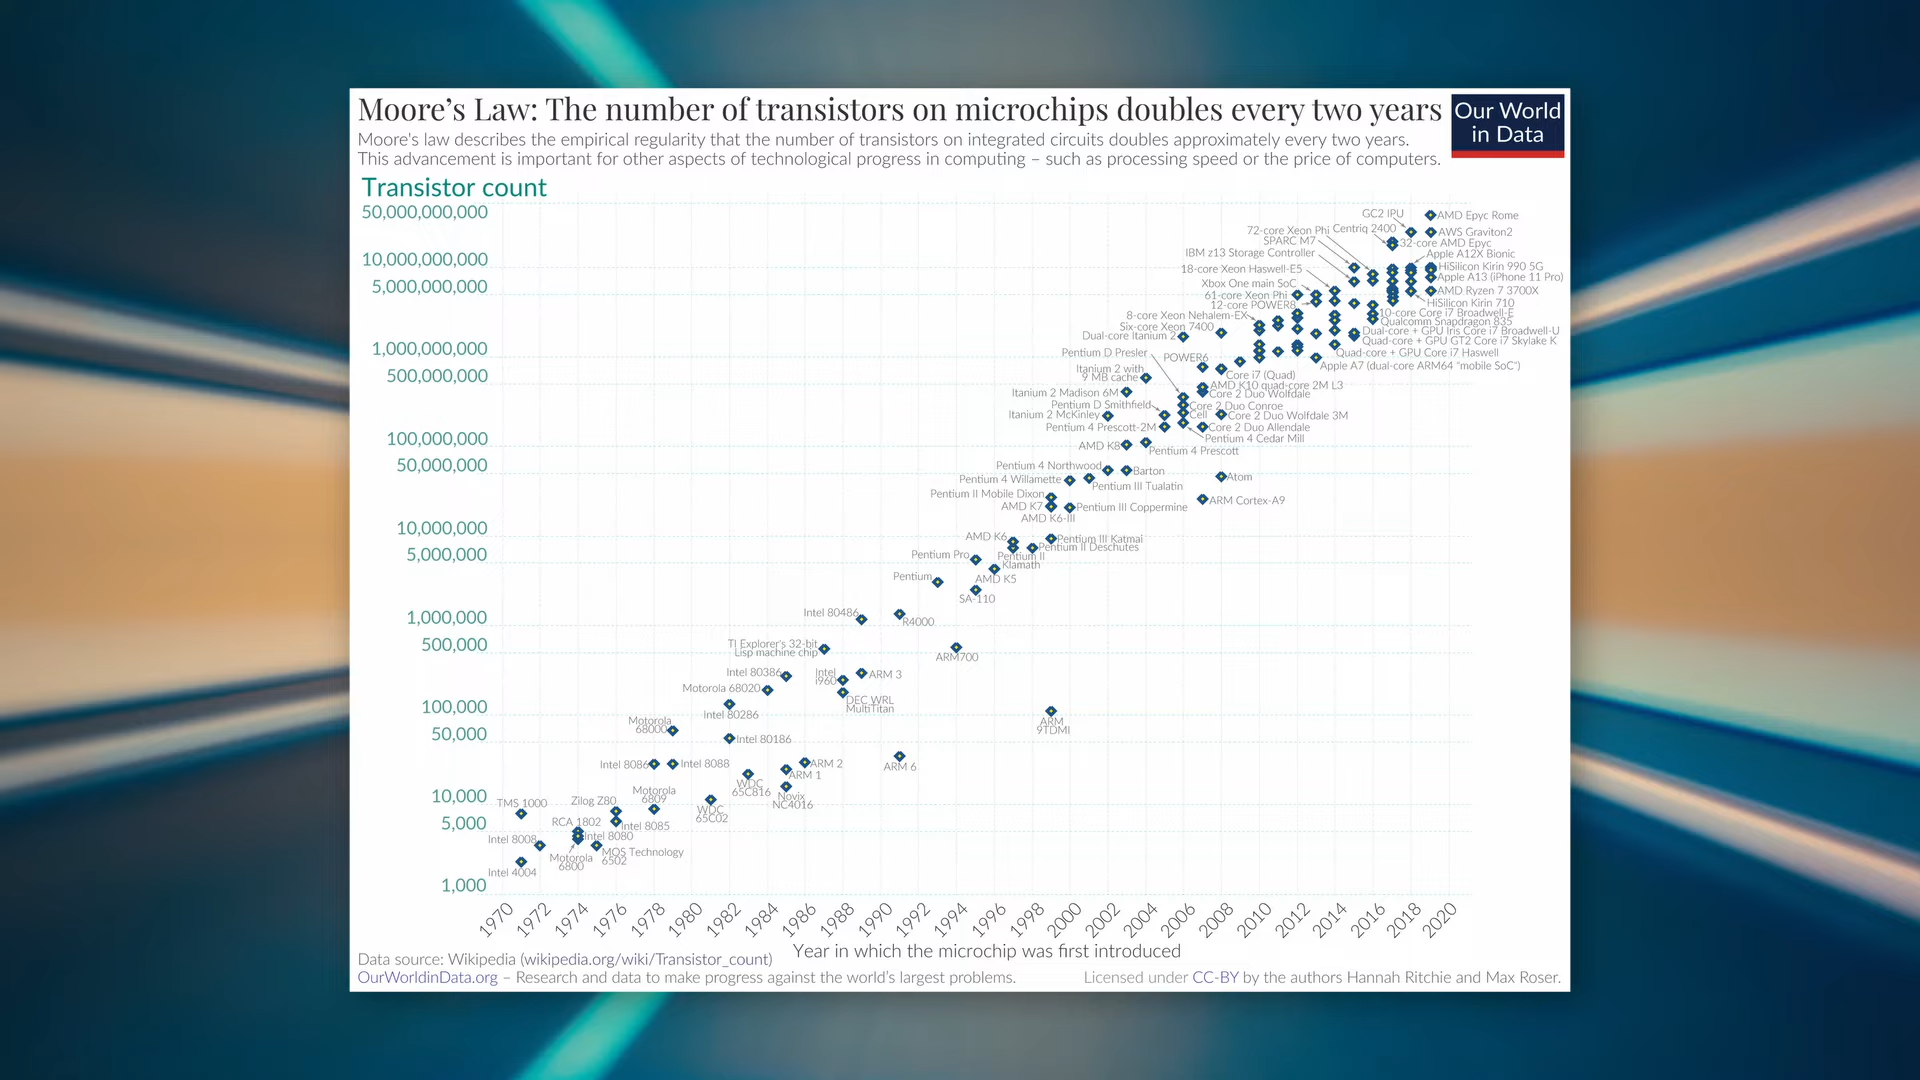 Moore's Law: The number of transistors on microchips doubles every two years
Our World
in Data
Moore's law describes the empirical regularity that the number of transistors on integrated circuits doubles approximately every two years.
This advancement is important for other aspects of technological progress in computing – such as processing speed or the price of computers.
Transistor count
50,000,000,000
10,000,000,000
5,000,000,000
1,000,000,000
500,000,000
100,000,000
50,000,000
10,000,000
5,000,000
1,000,000
500,000
100,000
50,000
10,000
5,000
1,000
GC2 IPU
AMD Epyc Rome
72-core Xeon Phi
Centriq 2400
AWS Graviton2
SPARC M7
32-core AMD Epyc
IBM z13 Storage Controller
Apple A12X Bionic
18-core Xeon Haswell-E5
HiSilicon Kirin 990 5G
Apple A13 (iPhone 11 Pro)
Xbox One main SoC
61-core Xeon Phi
AMD Ryzen 7 3700X
12-core POWER8
HiSilicon Kirin 710
8-core Xeon Nehalem-EX
10-core Core i7 Broadwell-E
Six-core Xeon 7400
Qualcomm Snapdragon 835
Dual-core Itanium 2
Dual-core + GPU Iris Core i7 Broadwell-U
Quad-core + GPU GT2 Core i7 Skylake K
Pentium D Presler
POWER6
Quad-core + GPU Core i7 Haswell
Itanium 2 with
9 MB cache
Apple A7 (dual-core ARM64 "mobile SoC")
Core i7 (Quad)
AMD K10 quad-core 2M L3
Itanium 2 Madison 6M
Core 2 Duo Wolfdale
Pentium D Smithfield
Core 2 Duo Conroe
Itanium 2 McKinley
Cell
Core 2 Duo Wolfdale 3M
Pentium 4 Prescott-2M
Core 2 Duo Allendale
Pentium 4 Cedar Mill
AMD K8
Pentium 4 Prescott
Pentium 4 Northwood
Barton
Pentium 4 Willamette
Atom
Pentium III Tualatin
Pentium II Mobile Dixon
ARM Cortex-A9
AMD K7
Pentium III Coppermine
AMD K6-III
AMD K6
Pentium III Katmai
Pentium II Deschutes
Pentium Pro
Pentium II
Klamath
Pentium
AMD K5
SA-110
Intel 80486
R4000
TI Explorer's 32-bit
Lisp machine chip
ARM700
Intel 80386
Intel
i960
ARM 3
Motorola 68020
DEC WRL
MultiTitan
Intel 80286
ARM
9TDMI
Motorola
68000
Intel 80186
Intel 8086
Intel 8088
ARM 2
ARM 6
ARM 1
WDC
65C816
Novix
NC4016
Motorola
6809
TMS 1000
Zilog Z80
WDC
65C02
RCA 1802
Intel 8085
Intel 8008
Intel 8080
Motorola
6800
MOS Technology
6502
Intel 4004
1970
1972
1974
1976
1978
1980
1982
1984
1986
1988
1990
1992
1994
1996
1998
2000
2002
2004
2006
2008
2010
2012
2014
2016
2018
2020
Year in which the microchip was first introduced
Data source: Wikipedia (wikipedia.org/wiki/Transistor_count)
OurWorldinData.org – Research and data to make progress against the world's largest problems.
Licensed under CC-BY by the authors Hannah Ritchie and Max Roser.